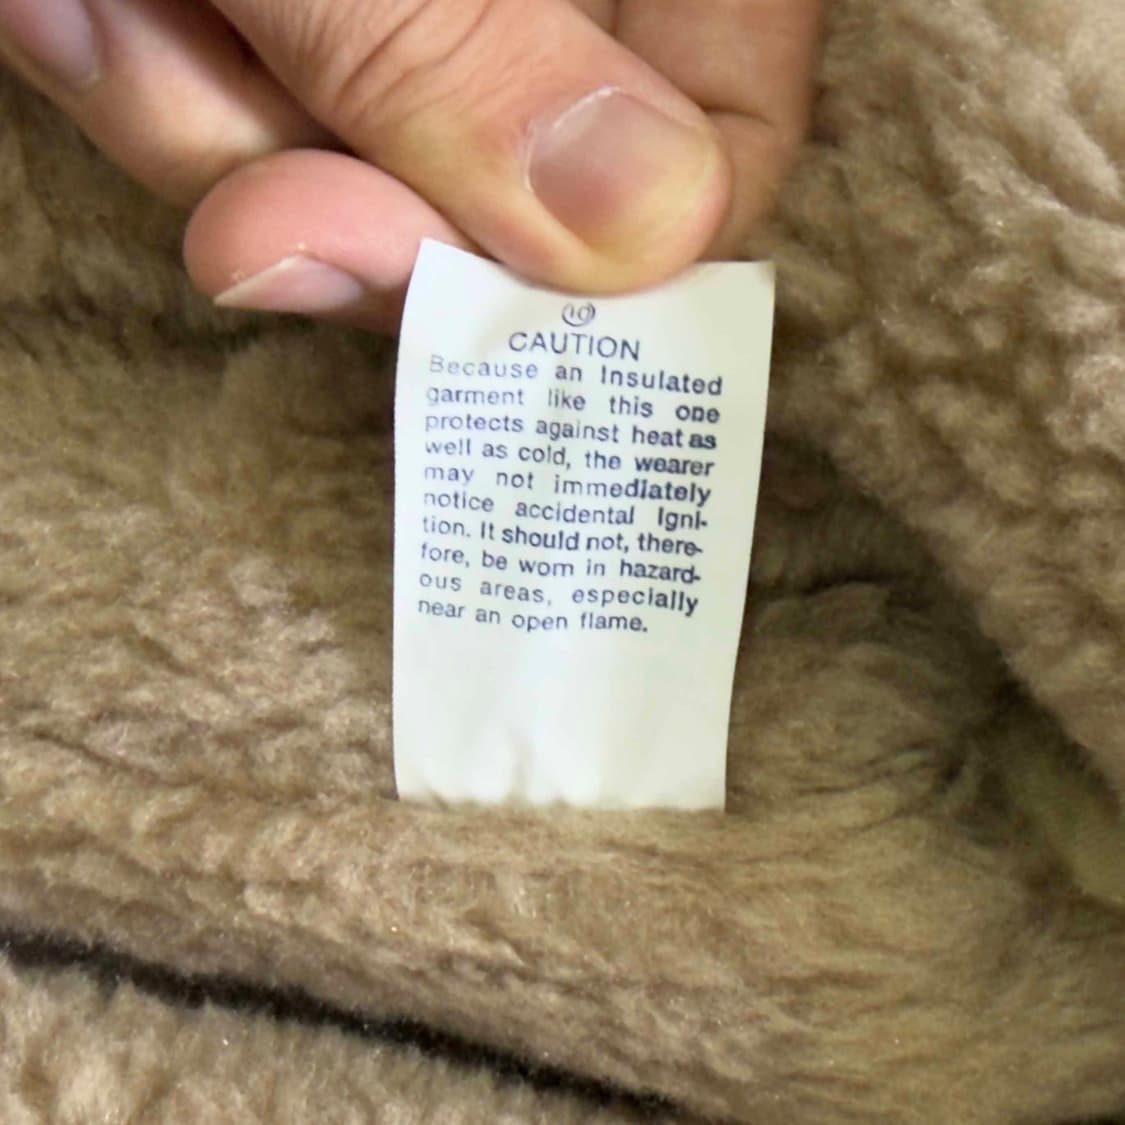 10
CAUTION
Because an Insulated
garment like this one
protects against heat as
well as cold, the wearer
may not immediately
notice accidental Igni-
tion. It should not, there-
fore, be worn in hazard-
ous areas, especially
near an open flame.